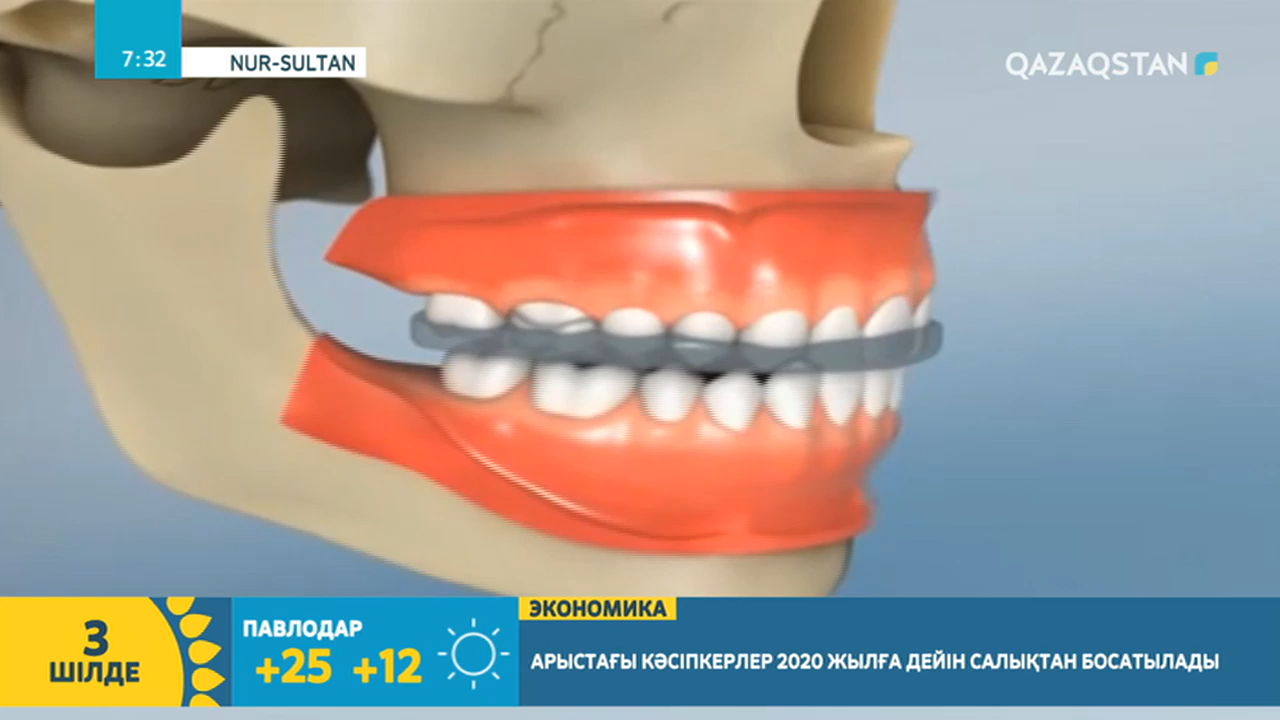 7:32
NUR-SULTAN
QAZAQSTAN
3
ШІЛДЕ
ПАВЛОДАР
+25 +12
ЭКОНОМИКА
АРЫСТАҒЫ КӘСІПКЕРЛЕР 2020 ЖЫЛҒА ДЕЙІН САЛЫҚТАН БОСАТЫЛАДЫ